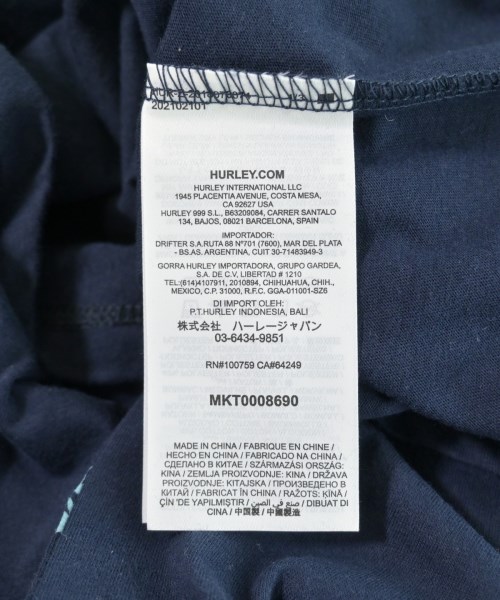 202102101
HURLEY.COM
HURLEY INTERNATIONAL LLC
1945 PLACENTIA AVENUE, COSTA MESA,
CA 92627 USA
HURLEY 999 S.L, B63209084, CARRER SANTALO
134, BAJOS, 08021 BARCELONA, SPAIN
IMPORTADOR:
DRIFTER S.A.RUTA 88 Nº701 (7600), MAR DEL PLATA
- BS.AS. ARGENTINA, CUIT 30-71483949-3
GORRA HURLEY IMPORTADORA, GRUPO GARDEA,
S.A. DE C.V, LIBERTAD # 1210
TEL:(614)4107911, 2010894, CHIHUAHUA, CHIH.,
MEXICO, C.P. 31000, R.F.C. GGA-011001-SZ6
DI IMPORT OLEH:
P.T.HURLEY INDONESIA, BALI
株式会社 ハーレージャパン
03-6434-9851
RN#100759 CA#64249
MKT0008690
MADE IN CHINA / FABRIQUE EN CHINE /
HECHO EN CHINA / FABRICADO NA CHINA /
СДЕЛАНО В КИТАЕ / SZÁRMAZÁSI ORSZÁG:
KÍNA / ZEMLJA PROIZVODNJE: KINA / DRŽAVA
PROIZVODNJE: KITAJSKA / ПРОИЗВЕДЕНО В
КИТАЙ / FABRICAT ÎN CHINA / RAŽOTS: ĶĪNĀ /
ÇİN 'DE YAPILMIŞTIR / صنع في الصين / DIBUAT DI
CINA / 中国製 / 中國製造